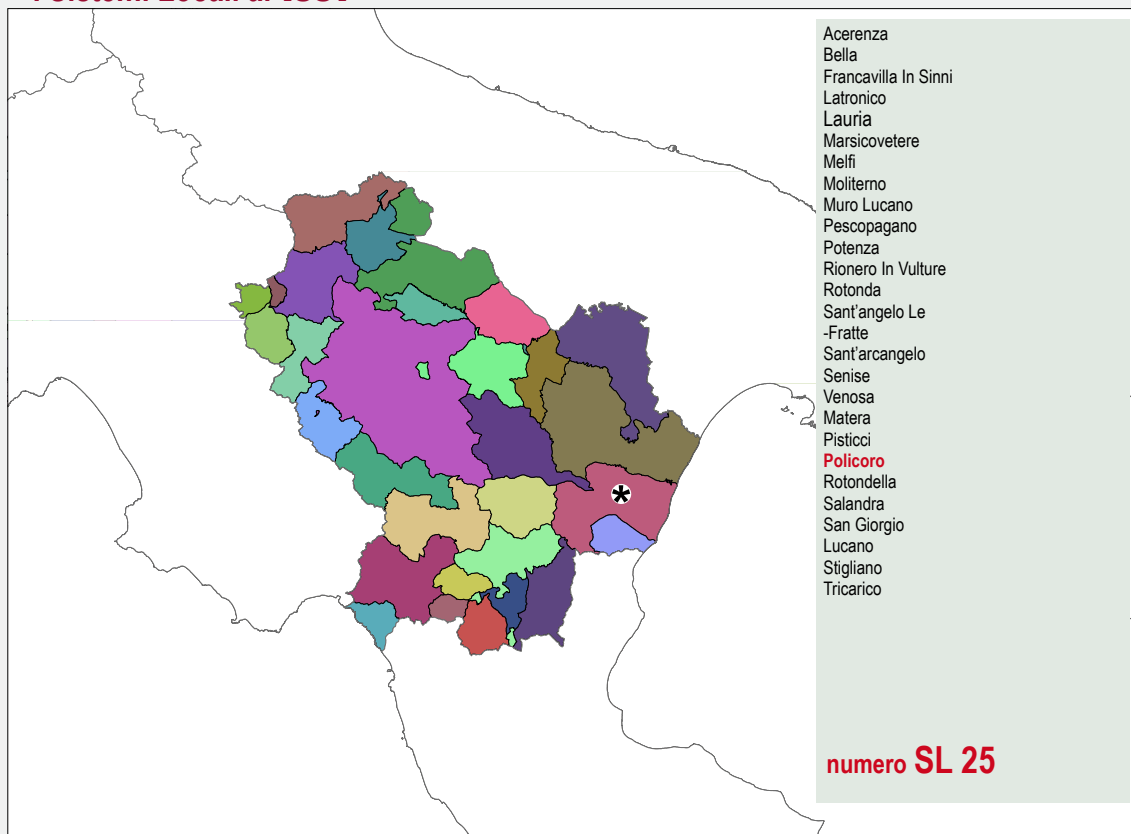 Acerenza
Bella
Francavilla In Sinni
Latronico
Lauria
Marsicovetere
Melfi
Moliterno
Muro Lucano
Pescopagano
Potenza
Rionero In Vulture
Rotonda
Sant'angelo Le
-Fratte
Sant'arcangelo
Senise
Venosa
Matera
Pisticci
Policoro
Rotondella
Salandra
San Giorgio
Lucano
Stigliano
Tricarico
numero SL 25